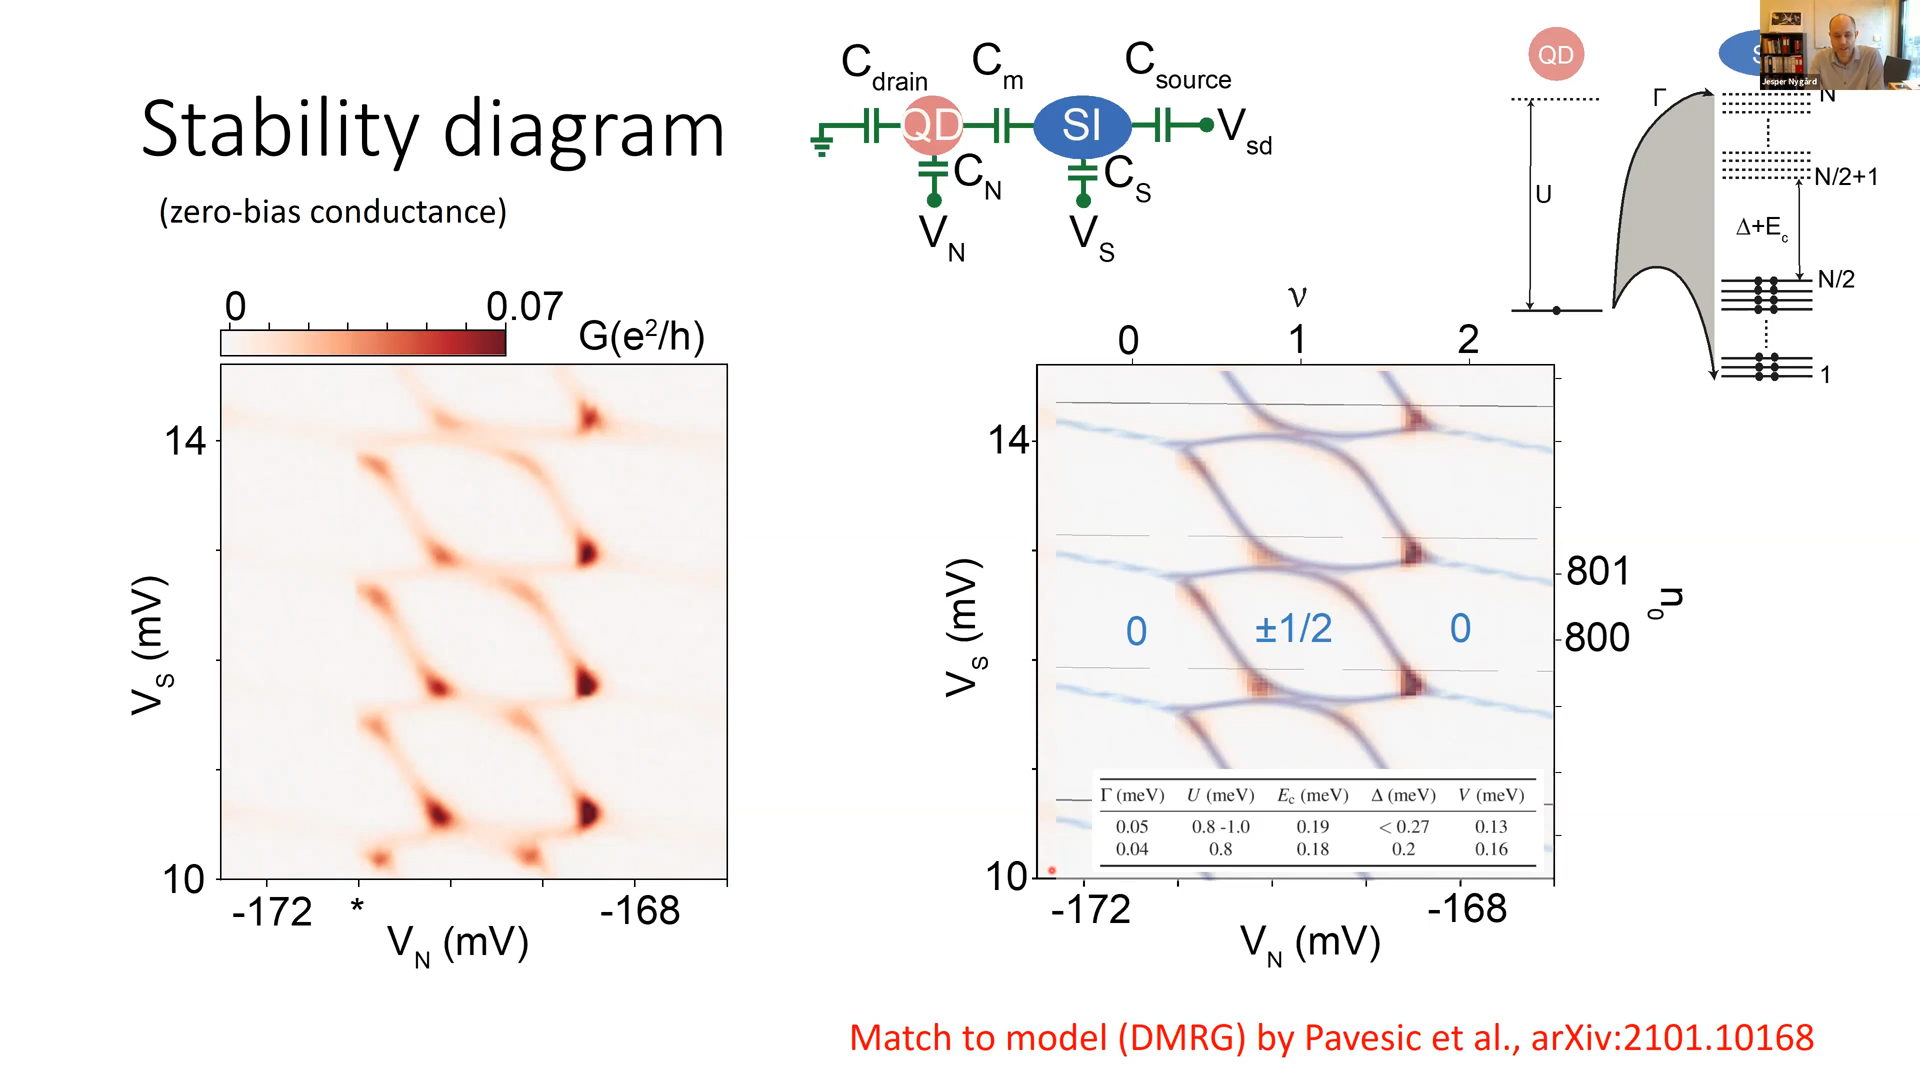 Stability diagram
(zero-bias conductance)
C drain
C m
C source
QD
SI
V sd
C N
C S
V N
V S
QD
S
Jesper Nygård
Γ
N
U
N/2+1
Δ+E c
N/2
1
0 0.07
G(e²/h)
14
10
V S (mV)
-172 * -168
V N (mV)
ν
0 1 2
14
10
V S (mV)
0 ±1/2 0
801
800
n 0
Γ (meV) U (meV) E c (meV) Δ (meV) V (meV)
0.05 0.8 -1.0 0.19 < 0.27 0.13
0.04 0.8 0.18 0.2 0.16
-172 -168
V N (mV)
Match to model (DMRG) by Pavesic et al., arXiv:2101.10168